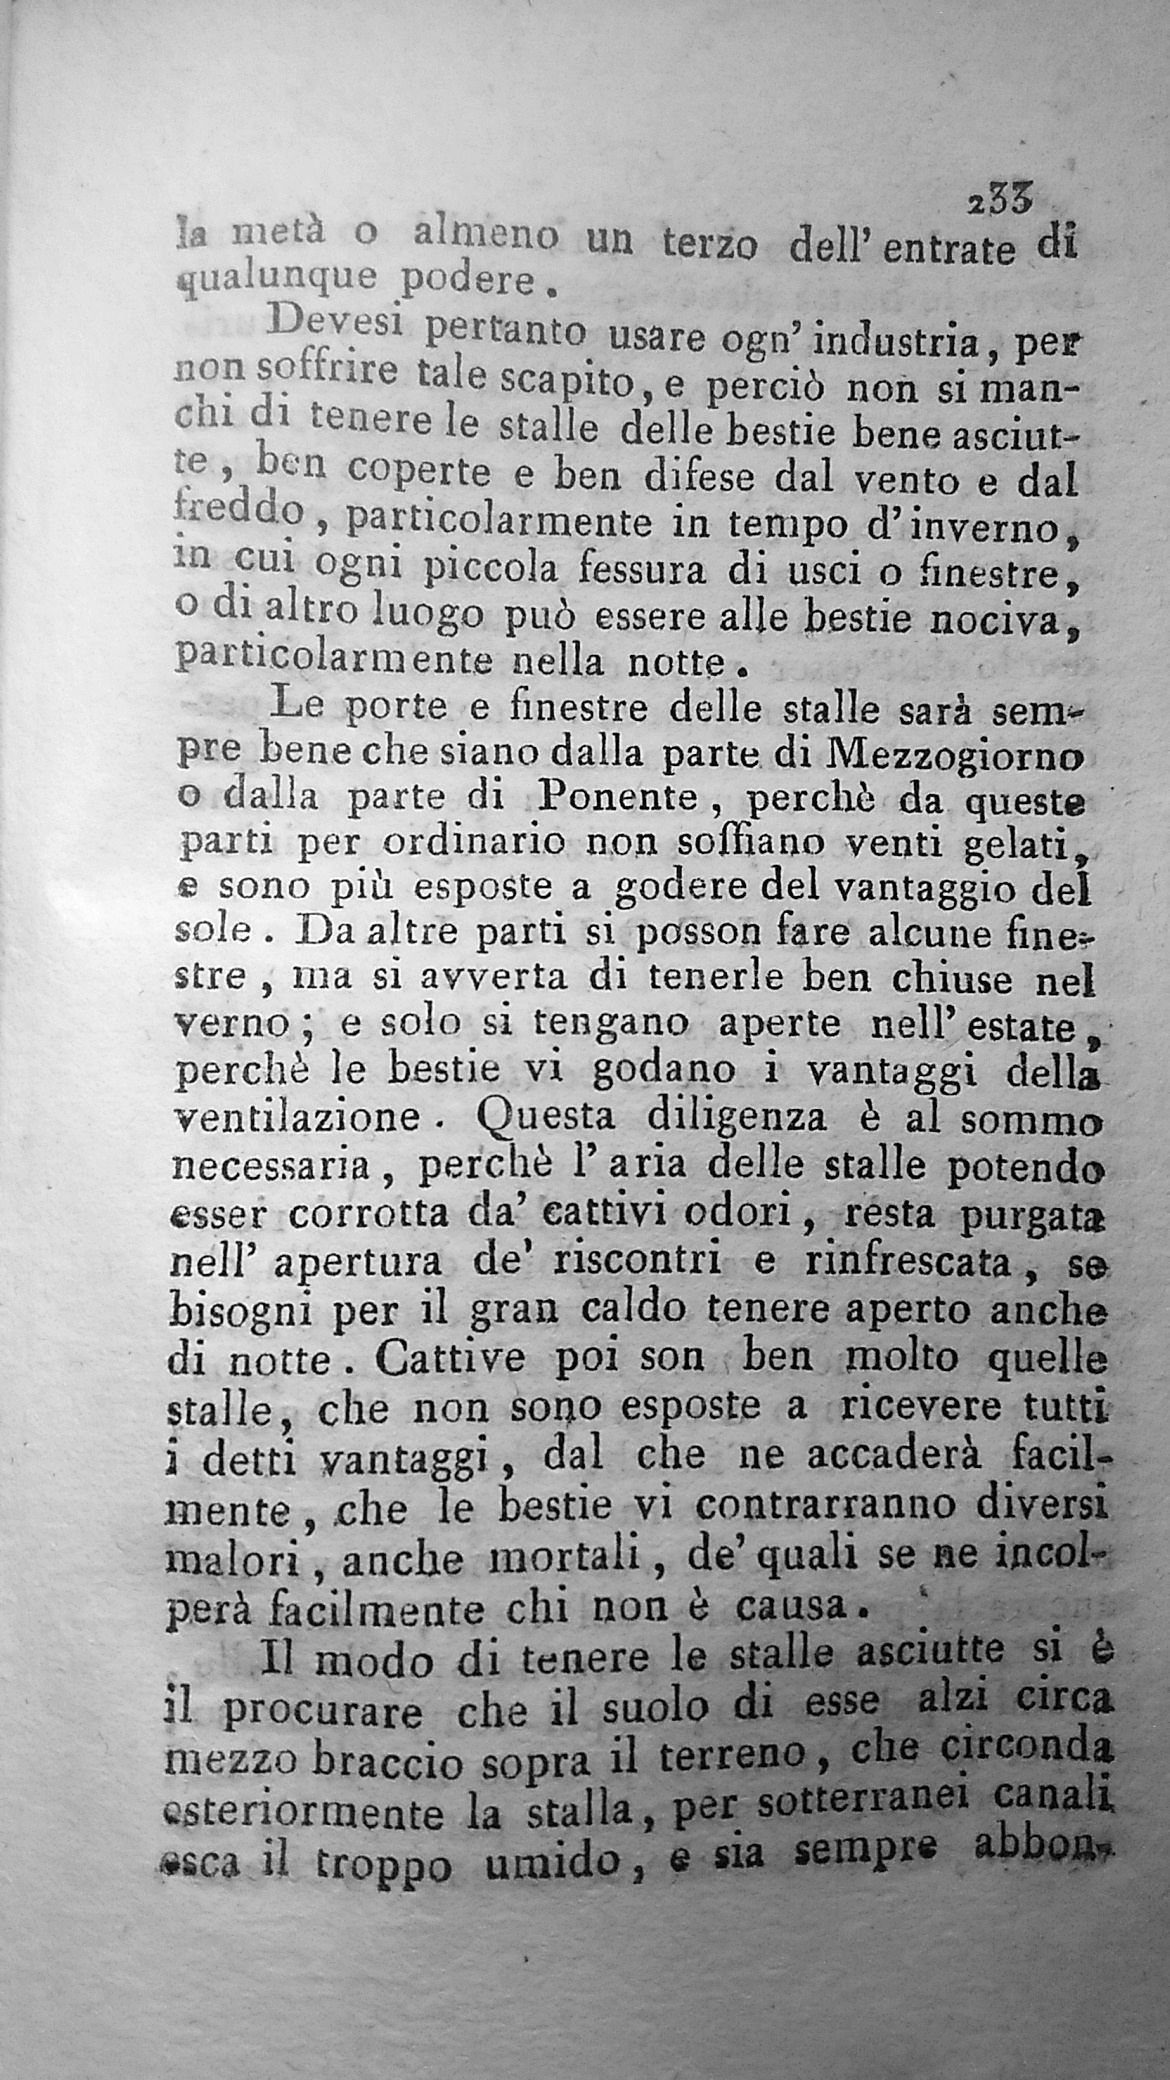 233
la metà o almeno un terzo dell' entrate di
qualunque podere.
Devesi pertanto usare ogn' industria, per
non soffrire tale scapito, e perciò non si man-
chi di tenere le stalle delle bestie bene asciut-
te, ben coperte e ben difese dal vento e dal
freddo, particolarmente in tempo d' inverno,
in cui ogni piccola fessura di usci o finestre,
o di altro luogo può essere alle bestie nociva,
particolarmente nella notte.
Le porte e finestre delle stalle sarà sem-
pre bene che siano dalla parte di Mezzogiorno
o dalla parte di Ponente, perchè da queste
parti per ordinario non soffiano venti gelati,
e sono più esposte a godere del vantaggio del
sole. Da altre parti si posson fare alcune fine-
stre, ma si avverta di tenerle ben chiuse nel
verno; e solo si tengano aperte nell' estate,
perchè le bestie vi godano i vantaggi della
ventilazione. Questa diligenza è al sommo
necessaria, perchè l' aria delle stalle potendo
esser corrotta da' cattivi odori, resta purgata
nell' apertura de' riscontri e rinfrescata, se
bisogni per il gran caldo tenere aperto anche
di notte. Cattive poi son ben molto quelle
stalle, che non sono esposte a ricevere tutti
i detti vantaggi, dal che ne accaderà facil-
mente, che le bestie vi contrarranno diversi
malori, anche mortali, de' quali se ne incol-
perà facilmente chi non è causa.
Il modo di tenere le stalle asciutte si è
il procurare che il suolo di esse alzi circa
mezzo braccio sopra il terreno, che circonda
esteriormente la stalla, per sotterranei canali
esca il troppo umido, e sia sempre abbon-